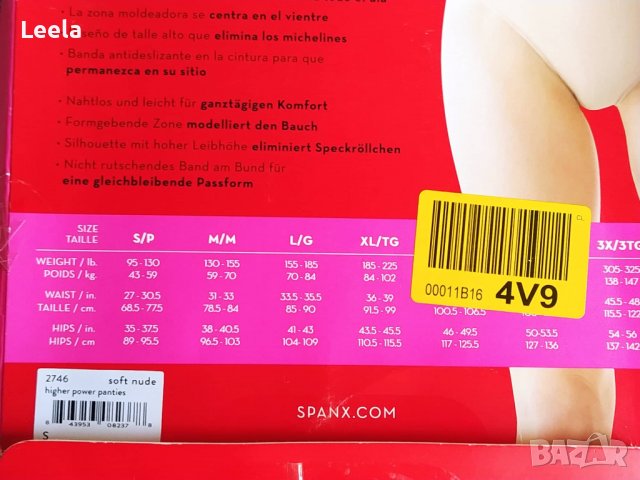 Leela
• La zona moldeadora se centra en el vientre
Diseño de talle alto que elimina los michelines
• Banda antideslizante en la cintura para que
permanezca en su sitio
• Nahtlos und leicht für ganztägigen Komfort
• Formgebende Zone modelliert den Bauch
• Silhouette mit hoher Leibhöhe eliminiert Speckröllchen
• Nicht rutschendes Band am Bund für
eine gleichbleibende Passform
SIZE
TAILLE S/P M/M L/G XL/TG 3X/3TG
WEIGHT / lb. 95-130 130-155 155-185 185-225 305-325
POIDS / kg. 43-59 59-70 70-84 84-102 138-147
WAIST / in. 27-30.5 31-33 33.5-35.5 36-39 45.5-48
TAILLE / cm. 68.5-77.5 78.5-84 85-90 91.5-99 100.5-106.5 115.5-122
HIPS / in. 35-37.5 38-40.5 41-43 43.5-45.5 46-49.5 50-53.5 54-56
HIPS / cm 89-95.5 96.5-103 104-109 110.5-115.5 117-125.5 127-136 137-142
CL
00011B16 4V9
2746 soft nude
higher power panties
8 43953 08237 8
S
SPANX.COM
BAZAR